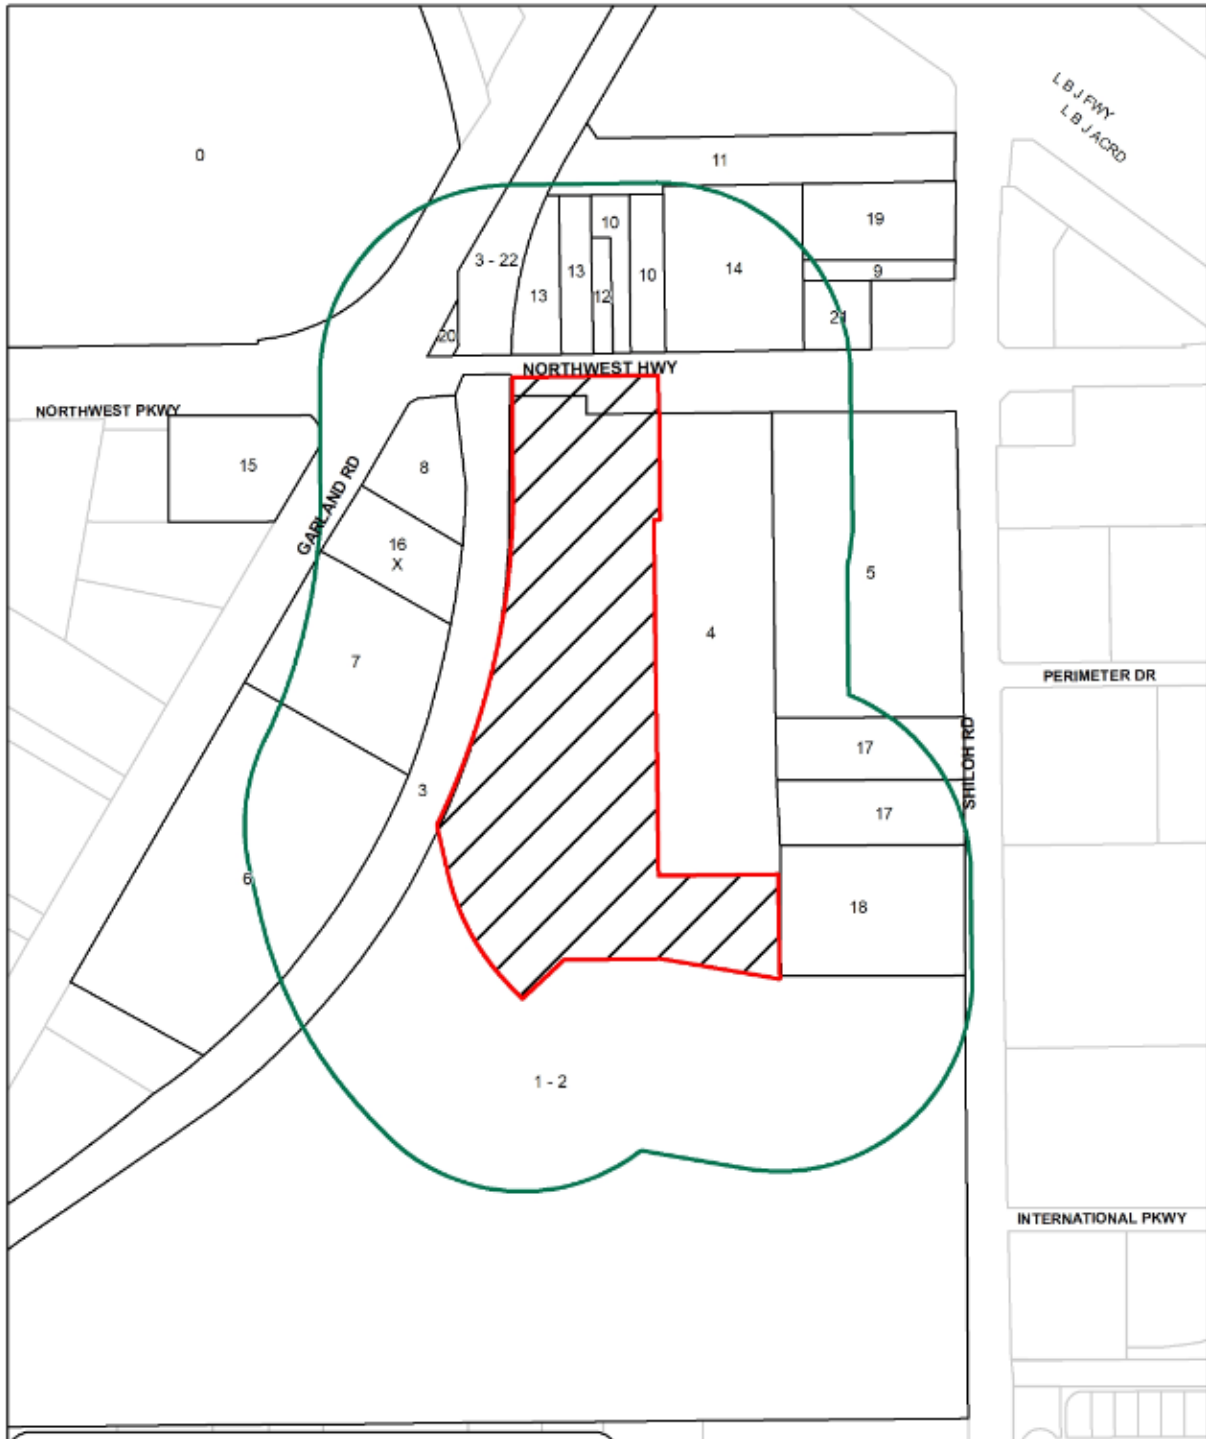 L B J FWY
L B J ACRD
0
11
19
10
3 - 22
13
14
9
13
12
10
21
20
NORTHWEST HWY
NORTHWEST PKWY
15
8
GARLAND RD
16
X
5
4
7
PERIMETER DR
17
SHILOH RD
3
17
6
18
1 - 2
INTERNATIONAL PKWY